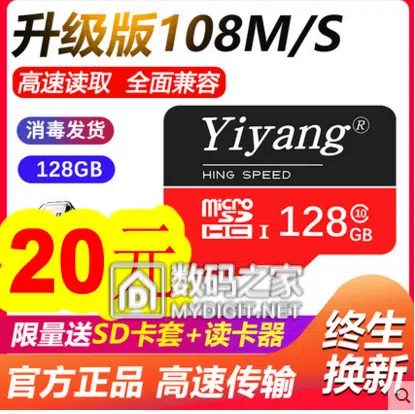 升级版108M/S
高速读取 全面兼容
消毒发货
128GB
Yiyang®
HING SPEED
micro SD HC I 128GB
10
20元
数码之家
MYDIGIT.NET
限量送SD卡套+读卡器
终生换新
官方正品 高速传输